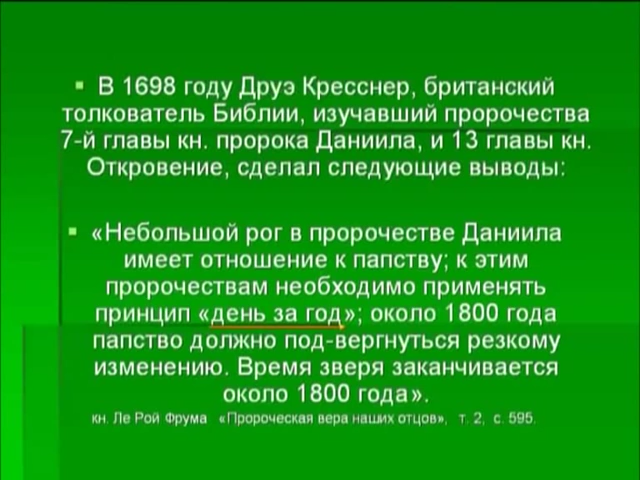 В 1698 году Друэ Кресснер, британский
толкователь Библии, изучавший пророчества
7-й главы кн. пророка Даниила, и 13 главы кн.
Откровение, сделал следующие выводы:
«Небольшой рог в пророчестве Даниила
имеет отношение к папству; к этим
пророчествам необходимо применять
принцип «день за год»; около 1800 года
папство должно под-вергнуться резкому
изменению. Время зверя заканчивается
около 1800 года».
кн. Ле Рой Фрума «Пророческая вера наших отцов», т. 2, с. 595.